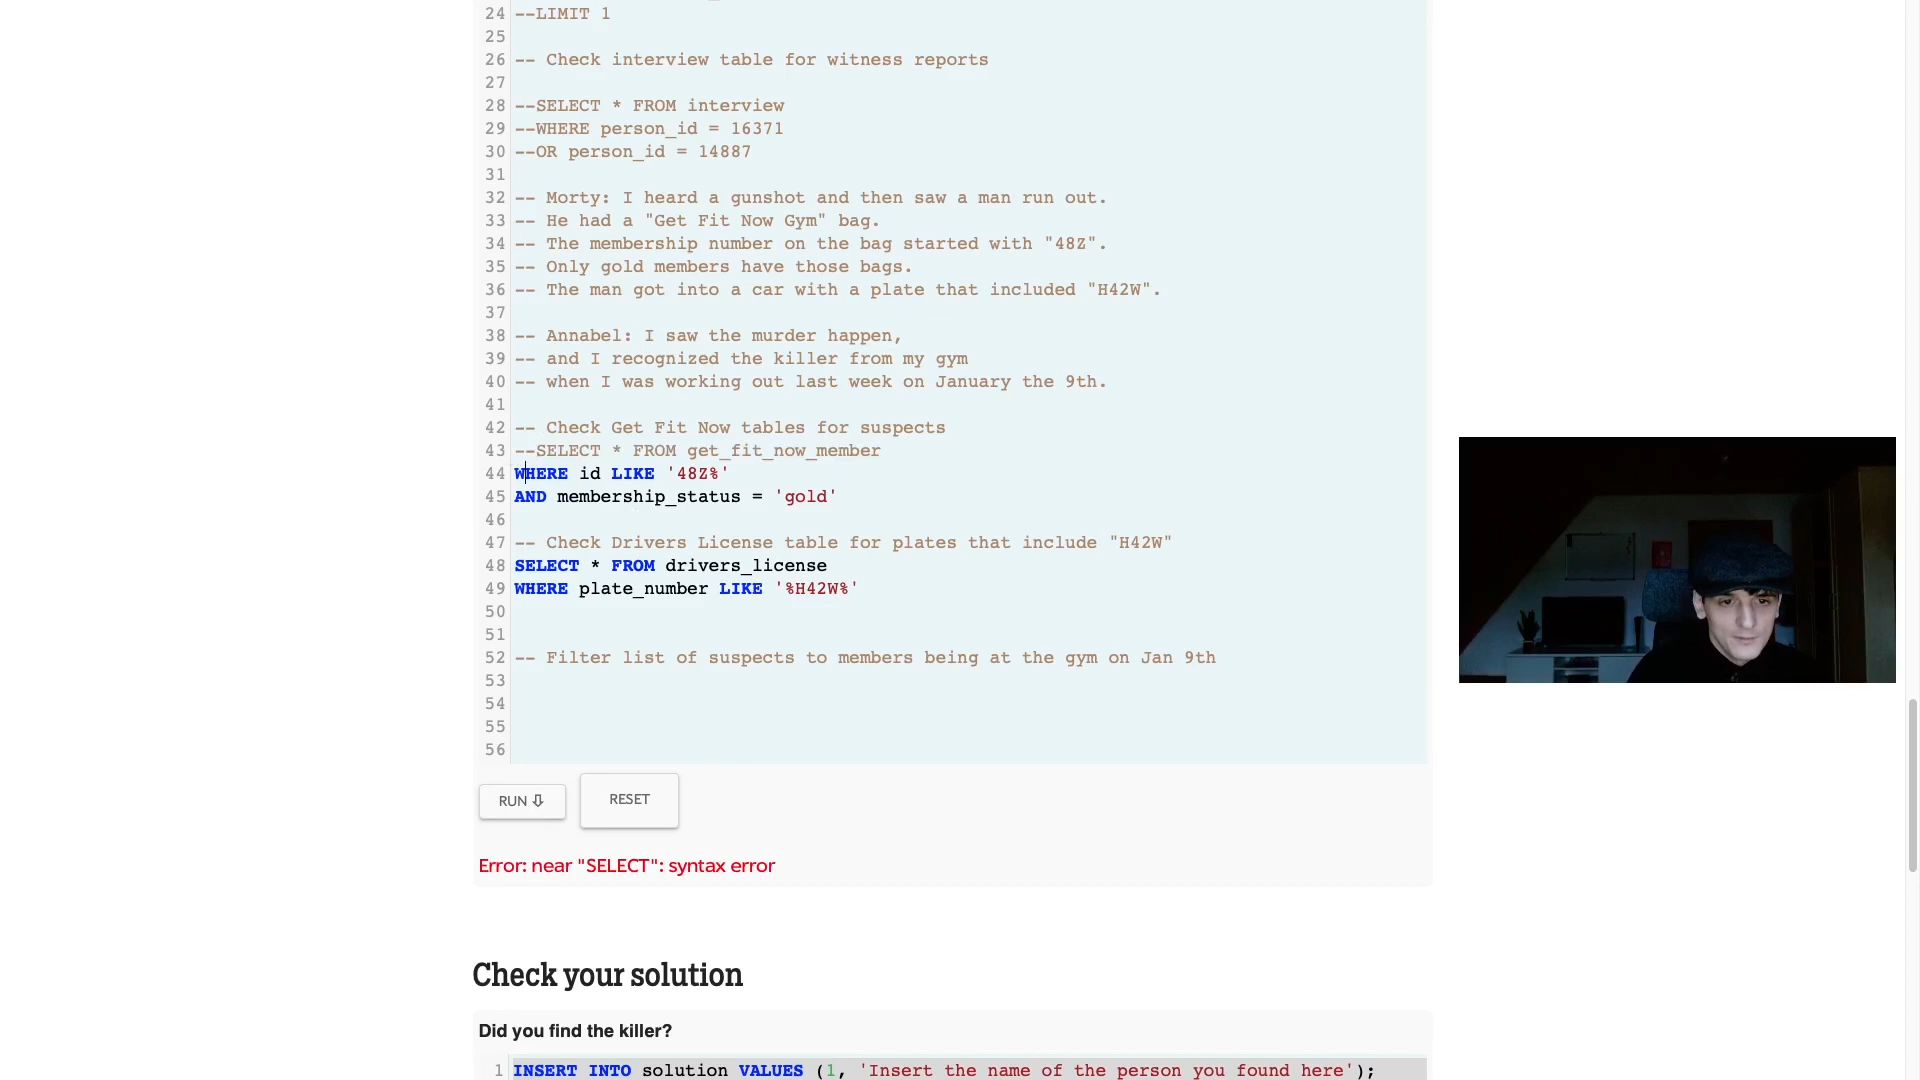 24 --LIMIT 1
25
26 -- Check interview table for witness reports
27
28 --SELECT * FROM interview
29 --WHERE person_id = 16371
30 --OR person_id = 14887
31
32 -- Morty: I heard a gunshot and then saw a man run out.
33 -- He had a "Get Fit Now Gym" bag.
34 -- The membership number on the bag started with "48Z".
35 -- Only gold members have those bags.
36 -- The man got into a car with a plate that included "H42W".
37
38 -- Annabel: I saw the murder happen,
39 -- and I recognized the killer from my gym
40 -- when I was working out last week on January the 9th.
41
42 -- Check Get Fit Now tables for suspects
43 --SELECT * FROM get_fit_now_member
44 WHERE id LIKE '48Z%'
45 AND membership_status = 'gold'
46
47 -- Check Drivers License table for plates that include "H42W"
48 SELECT * FROM drivers_license
49 WHERE plate_number LIKE '%H42W%'
50
51
52 -- Filter list of suspects to members being at the gym on Jan 9th
53
54
55
56
RUN ⇩ RESET
Error: near "SELECT": syntax error
Check your solution
Did you find the killer?
1 INSERT INTO solution VALUES (1, 'Insert the name of the person you found here');